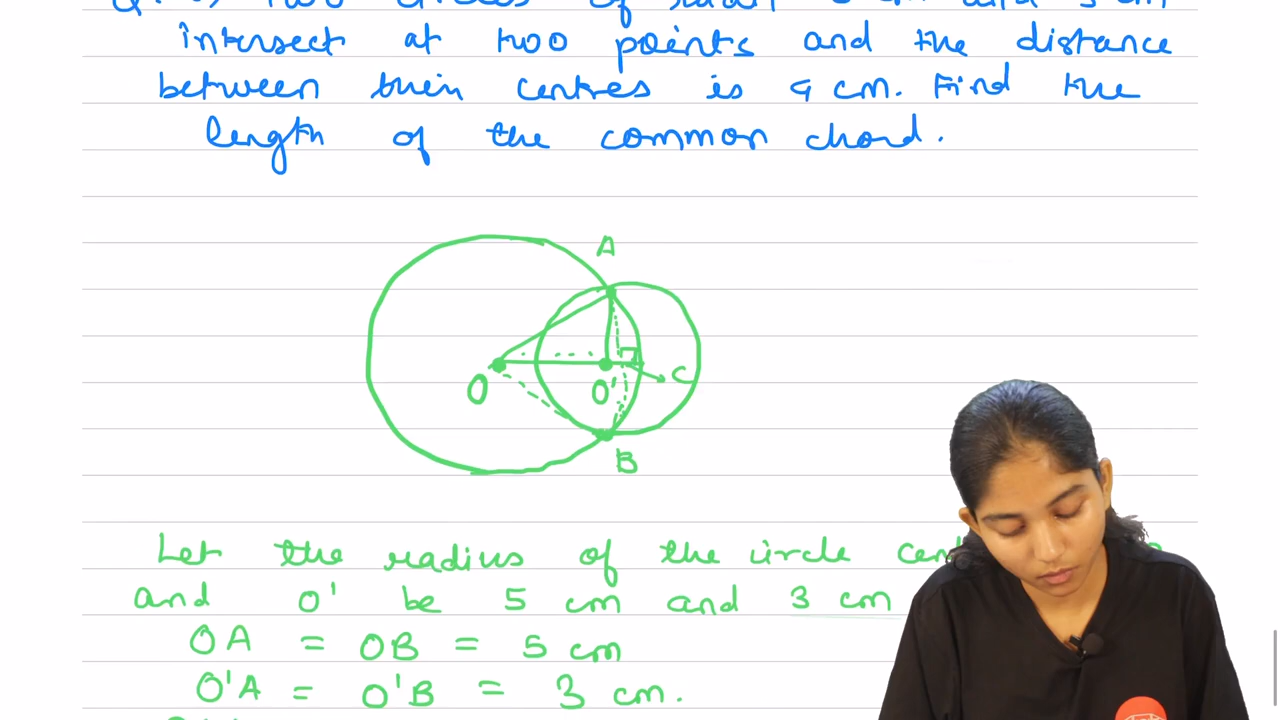 intersect at two points and the distance
between their centres is 4 cm. Find the
length of the common chord.
A
O
O'
C
B
Let the radius of the circle
and O' be 5 cm and 3 cm
OA = OB = 5 cm
O'A = O'B = 3 cm.